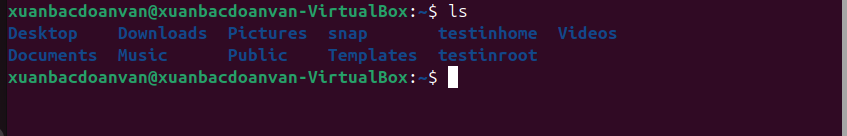 xuanbacdoanvan@xuanbacdoanvan-VirtualBox:~$ ls
Desktop    Downloads  Pictures  snap       testinhome  Videos
Documents  Music      Public    Templates  testinroot
xuanbacdoanvan@xuanbacdoanvan-VirtualBox:~$